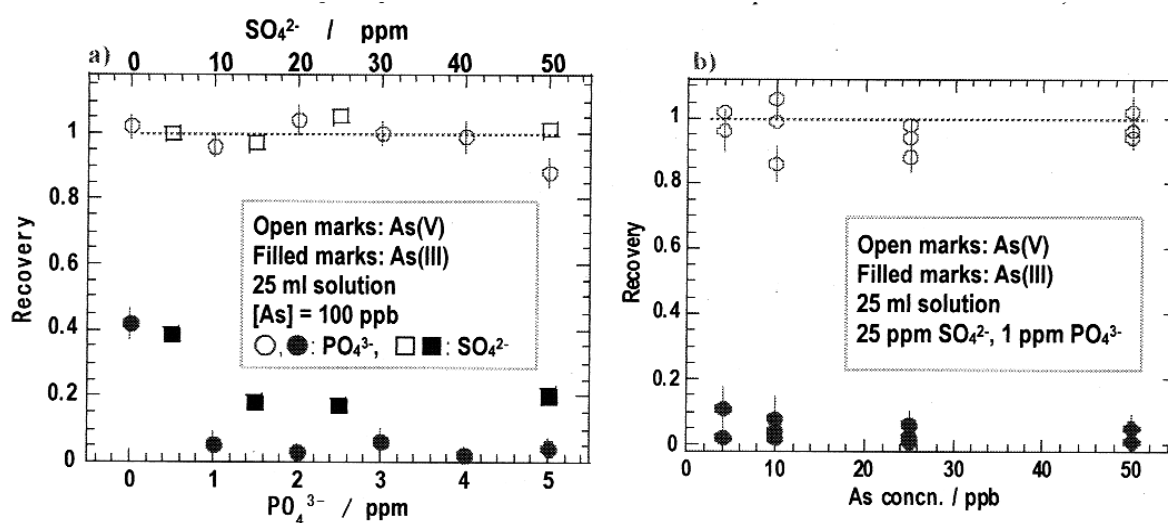 SO₄²⁻ / ppm
a)
0 10 20 30 40 50
1
0.8
0.6
0.4
0.2
0
Recovery
Open marks: As(V)
Filled marks: As(III)
25 ml solution
[As] = 100 ppb
○, ●: PO₄³⁻, □ ■: SO₄²⁻
0 1 2 3 4 5
PO₄³⁻ / ppm
b)
1
0.8
0.6
0.4
0.2
0
Recovery
Open marks: As(V)
Filled marks: As(III)
25 ml solution
25 ppm SO₄²⁻, 1 ppm PO₄³⁻
0 10 20 30 40 50
As concn. / ppb